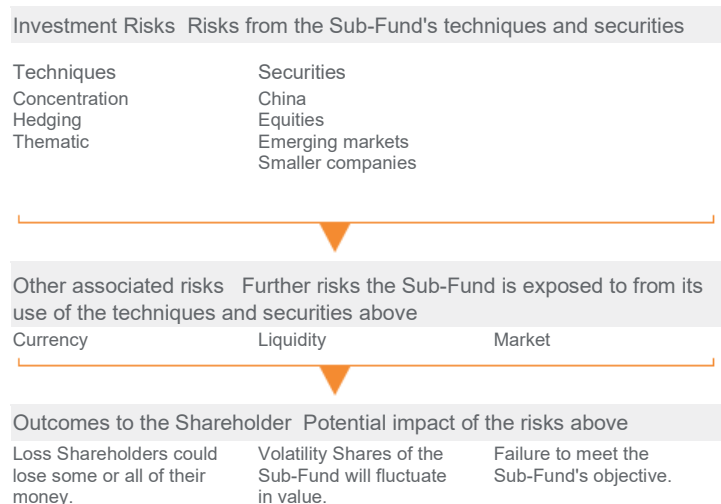 Investment Risks Risks from the Sub-Fund's techniques and securities
Techniques
Concentration
Hedging
Thematic
Securities
China
Equities
Emerging markets
Smaller companies
Other associated risks Further risks the Sub-Fund is exposed to from its
use of the techniques and securities above
Currency
Liquidity
Market
Outcomes to the Shareholder Potential impact of the risks above
Loss Shareholders could
lose some or all of their
money.
Volatility Shares of the
Sub-Fund will fluctuate
in value.
Failure to meet the
Sub-Fund's objective.